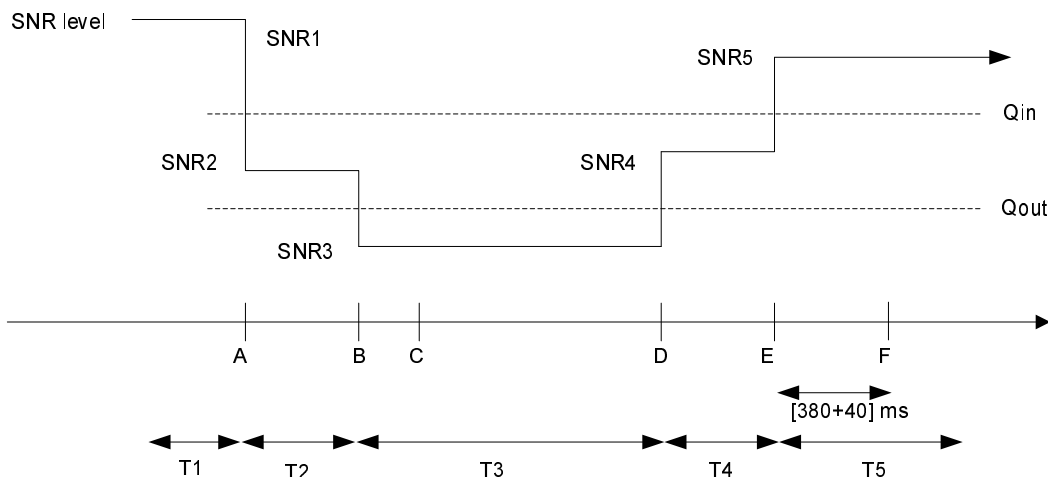 SNR level
SNR1
SNR5
Qin
SNR2
SNR4
Qout
SNR3
A
B
C
D
E
F
[380+40] ms
T1
T2
T3
T4
T5